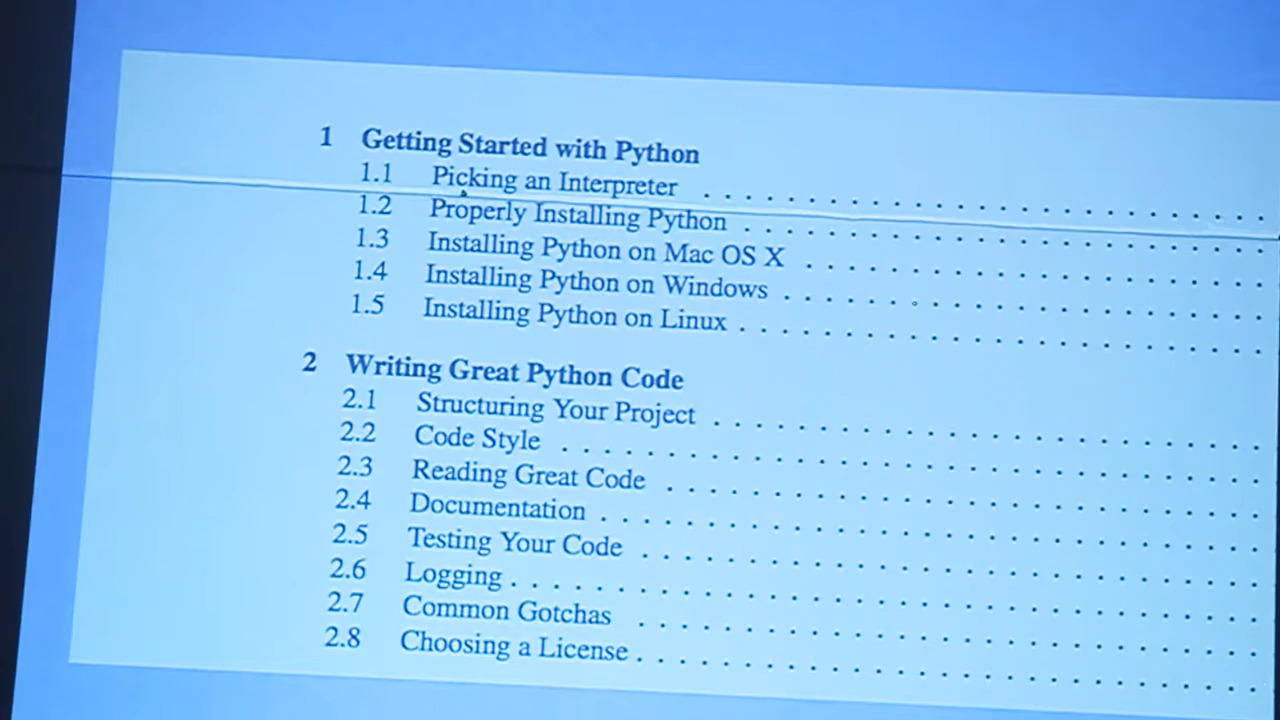 1 Getting Started with Python
1.1 Picking an Interpreter . . . . . . . . . . . . . . . . . . . . . . . . . .
1.2 Properly Installing Python . . . . . . . . . . . . . . . . . . . . . . . . .
1.3 Installing Python on Mac OS X . . . . . . . . . . . . . . . . . . . . . .
1.4 Installing Python on Windows . . . . . . . . . . . . . . . . . . . . . . .
1.5 Installing Python on Linux . . . . . . . . . . . . . . . . . . . . . . . . .
2 Writing Great Python Code
2.1 Structuring Your Project . . . . . . . . . . . . . . . . . . . . . . . . . .
2.2 Code Style . . . . . . . . . . . . . . . . . . . . . . . . . . . . . . . . .
2.3 Reading Great Code . . . . . . . . . . . . . . . . . . . . . . . . . . . .
2.4 Documentation . . . . . . . . . . . . . . . . . . . . . . . . . . . . . . .
2.5 Testing Your Code . . . . . . . . . . . . . . . . . . . . . . . . . . . . .
2.6 Logging . . . . . . . . . . . . . . . . . . . . . . . . . . . . . . . . . . .
2.7 Common Gotchas . . . . . . . . . . . . . . . . . . . . . . . . . . . . .
2.8 Choosing a License . . . . . . . . . . . . . . . . . . . . . . . . . . . . .